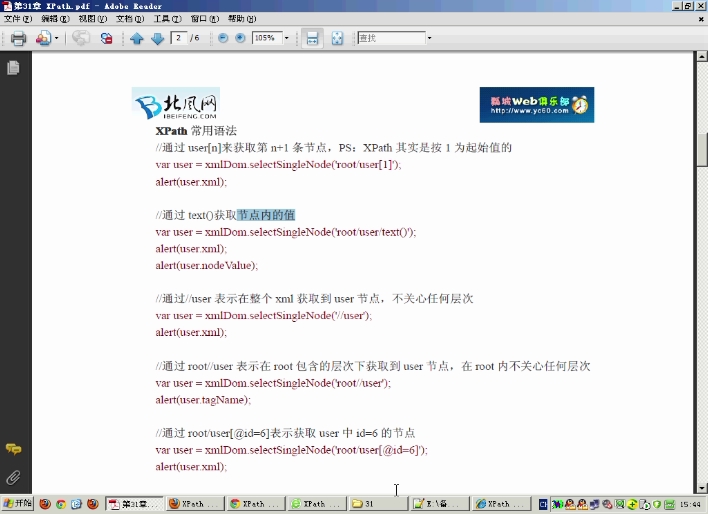 第31章 XPath.pdf - Adobe Reader
文件(F) 编辑(E) 视图(V) 文档(D) 工具(T) 窗口(W) 帮助(H)
2 / 6 105% 查找
北风网
IBEIFENG.COM
瓢城Web俱乐部
http://www.yc60.com
XPath 常用语法
//通过 user[n]来获取第 n+1 条节点，PS：XPath 其实是按 1 为起始值的
var user = xmlDom.selectSingleNode('root/user[1]');
alert(user.xml);
//通过 text()获取节点内的值
var user = xmlDom.selectSingleNode('root/user/text()');
alert(user.xml);
alert(user.nodeValue);
//通过//user 表示在整个 xml 获取到 user 节点，不关心任何层次
var user = xmlDom.selectSingleNode('//user');
alert(user.xml);
//通过 root//user 表示在 root 包含的层次下获取到 user 节点，在 root 内不关心任何层次
var user = xmlDom.selectSingleNode('root//user');
alert(user.tagName);
//通过 root/user[@id=6]表示获取 user 中 id=6 的节点
var user = xmlDom.selectSingleNode('root/user[@id=6]');
alert(user.xml);
开始 第31章... XPath ... XPath ... XPath ... 31 E:\备... XPath ... 15:44